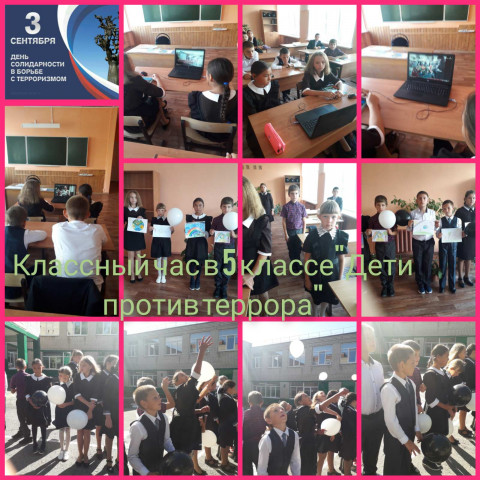 3
СЕНТЯБРЯ
ДЕНЬ
СОЛИДАРНОСТИ
В БОРЬБЕ
С ТЕРРОРИЗМОМ
Классный час в 5 классе "Дети
против террора"